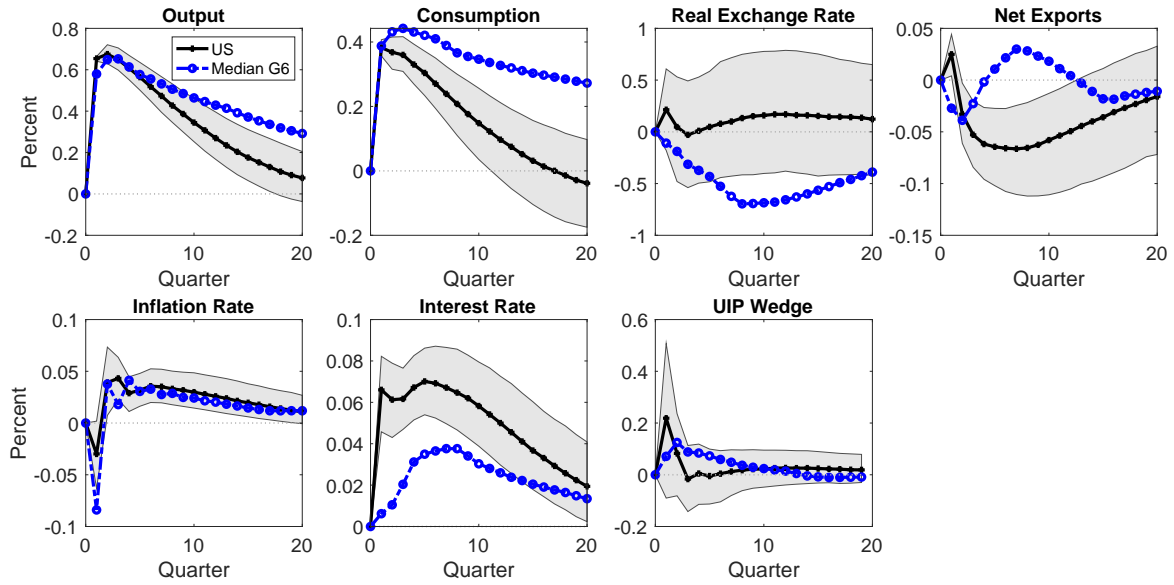 Output
Consumption
Real Exchange Rate
Net Exports
0.8
0.6
0.4
0.2
0
-0.2
0.4
0.2
0
0.2
1
0.5
0
-0.5
-1
0.05
0
-0.05
-0.1
-0.15
US
Median G6
Percent
0 10 20
0 10 20
0 10 20
0 10 20
Quarter
Quarter
Quarter
Quarter
Inflation Rate
Interest Rate
UIP Wedge
0.1
0.05
0
-0.05
-0.1
0.1
0.08
0.06
0.04
0.02
0
0.6
0.4
0.2
0
-0.2
Percent
0 10 20
0 10 20
0 10 20
Quarter
Quarter
Quarter